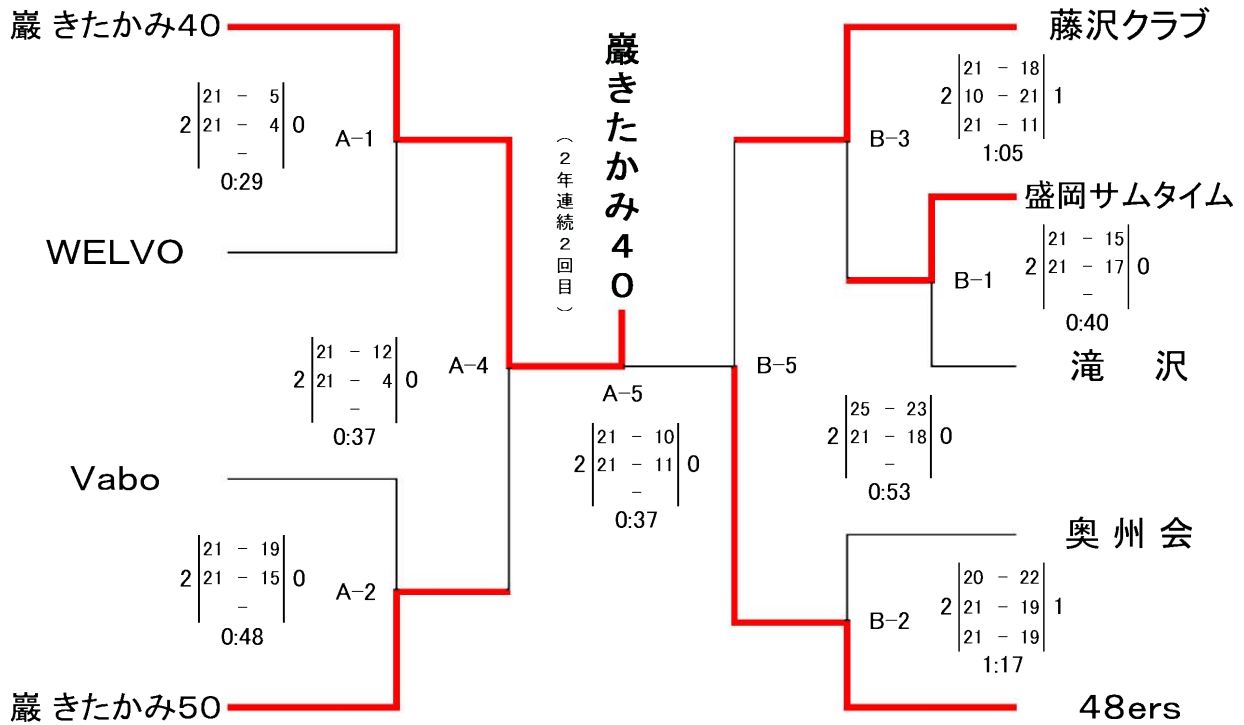 巌 きたかみ40
21 - 5
2 21 - 4 0
-
0:29
A-1
WELVO
21 - 12
2 21 - 4 0
-
0:37
A-4
Vabo
21 - 19
2 21 - 15 0
-
0:48
A-2
巌 きたかみ50
巌きたかみ40
(2年連続2回目)
A-5
21 - 10
2 21 - 11 0
-
0:37
藤沢クラブ
21 - 18
2 10 - 21 1
21 - 11
1:05
B-3
盛岡サムタイム
21 - 15
2 21 - 17 0
-
0:40
B-1
滝 沢
B-5
25 - 23
2 21 - 18 0
-
0:53
奥 州 会
20 - 22
2 21 - 19 1
21 - 19
1:17
B-2
48ers